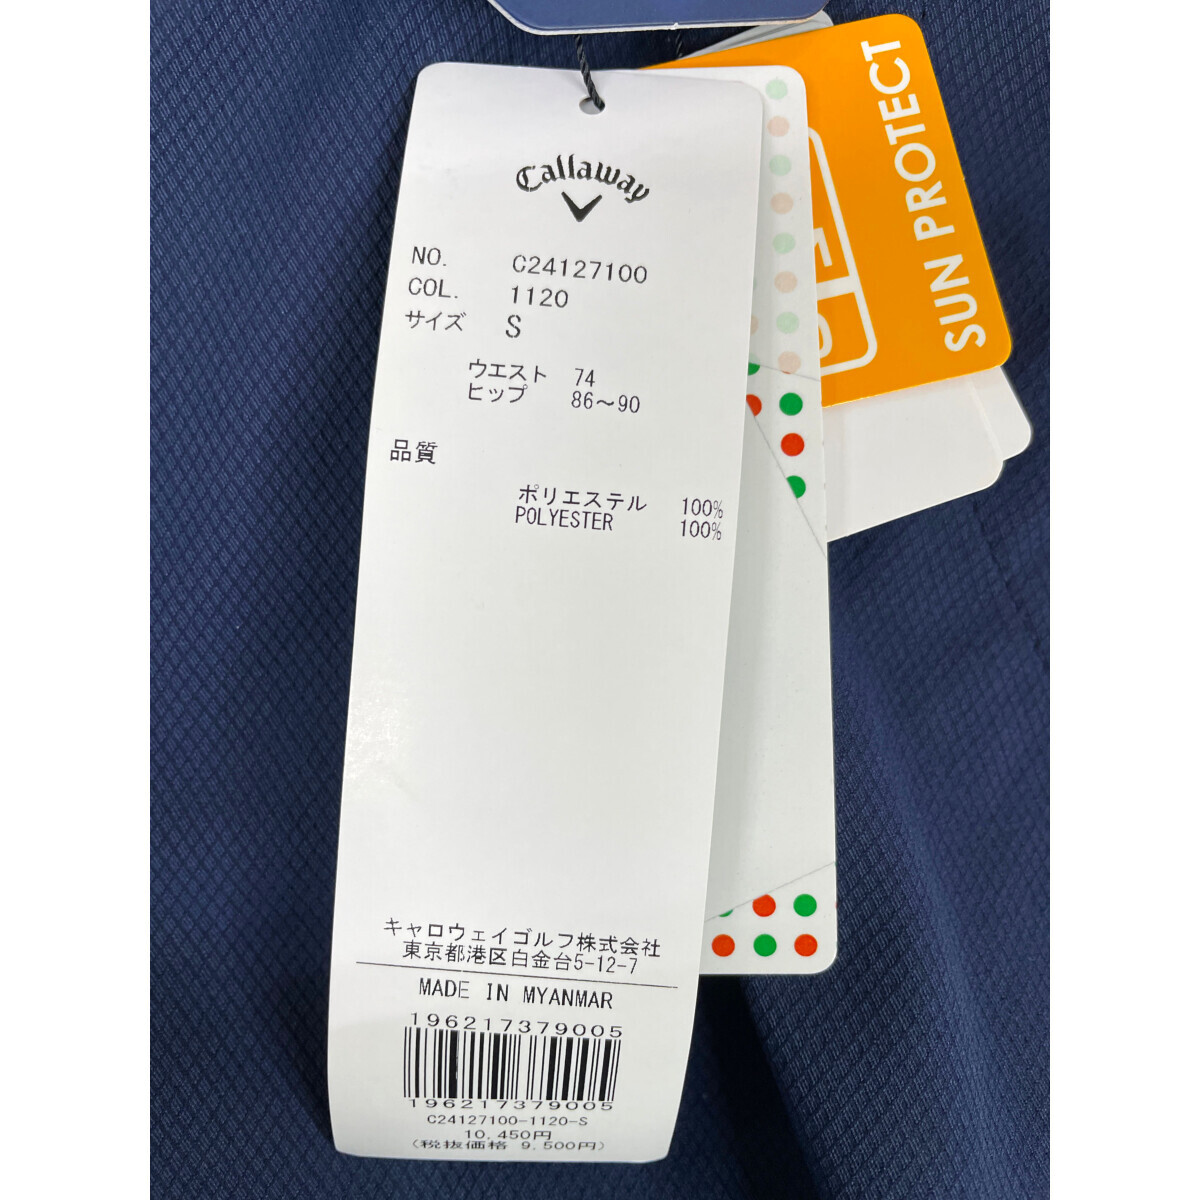 Callaway
NO. C24127100
COL. 1120
サイズ S
ウエスト 74
ヒップ 86～90
品質
ポリエステル 100%
POLYESTER 100%
キャロウェイゴルフ株式会社
東京都港区白金台5-12-7
MADE IN MYANMAR
196217379005
196217379005
C24127100-1120-S
10,450円
(税抜価格 9,500円)
SUN PROTECT